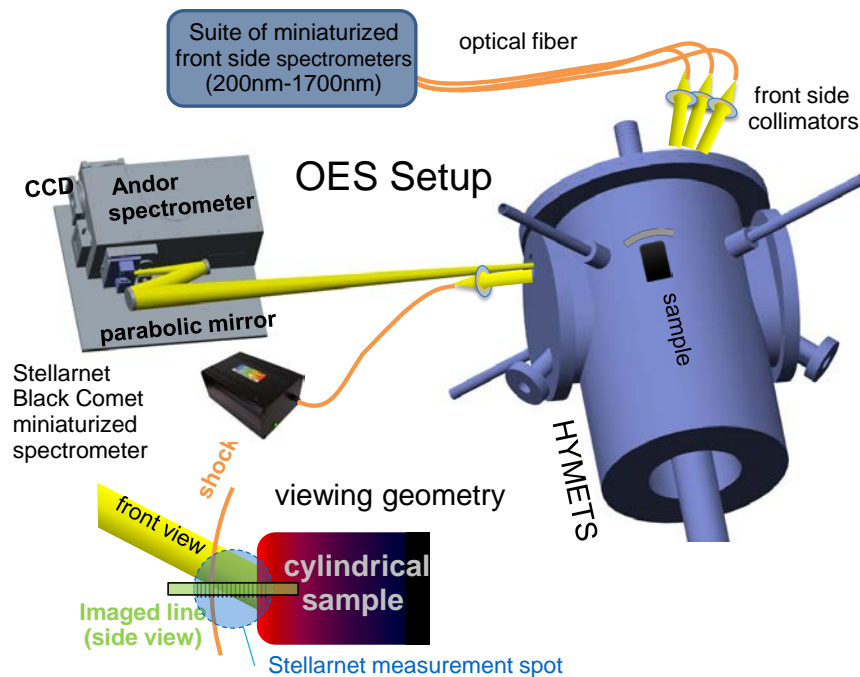 Suite of miniaturized
front side spectrometers
(200nm-1700nm)
optical fiber
front side
collimators
OES Setup
CCD
Andor
spectrometer
parabolic mirror
sample
HYMETS
Stellarnet
Black Comet
miniaturized
spectrometer
shock
viewing geometry
front view
cylindrical
sample
Imaged line
(side view)
Stellarnet measurement spot